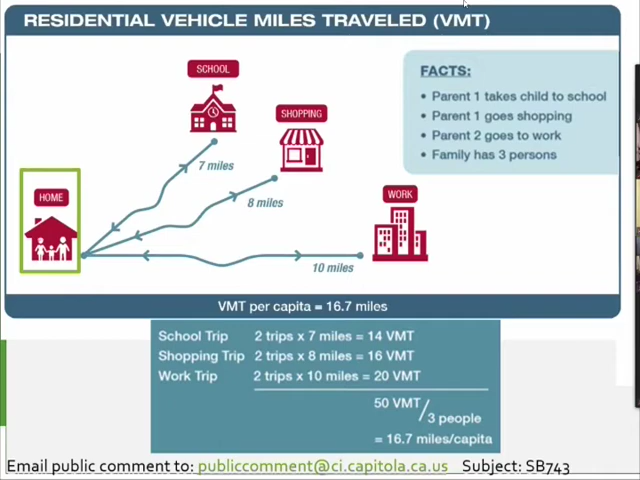 RESIDENTIAL VEHICLE MILES TRAVELED (VMT)
SCHOOL
SHOPPING
HOME
WORK
7 miles
8 miles
10 miles
FACTS:
• Parent 1 takes child to school
• Parent 1 goes shopping
• Parent 2 goes to work
• Family has 3 persons
VMT per capita = 16.7 miles
School Trip 2 trips x 7 miles = 14 VMT
Shopping Trip 2 trips x 8 miles = 16 VMT
Work Trip 2 trips x 10 miles = 20 VMT
50 VMT/3 people
= 16.7 miles/capita
Email public comment to: publiccomment@ci.capitola.ca.us Subject: SB743